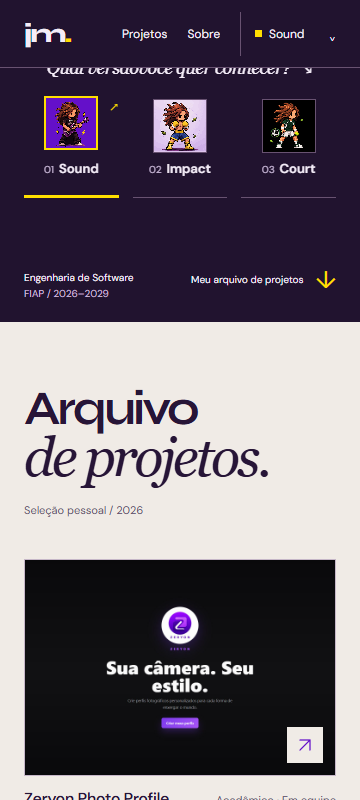 jm.
Projetos Sobre Sound
Qual versão você quer conhecer?
01 Sound
02 Impact
03 Court
Engenharia de Software
FIAP / 2026–2029
Meu arquivo de projetos
Arquivo
de projetos.
Seleção pessoal / 2026
ZERYON
Sua câmera. Seu
estilo.
Zeryon Photo Profile
Acadêmico · Em equipe